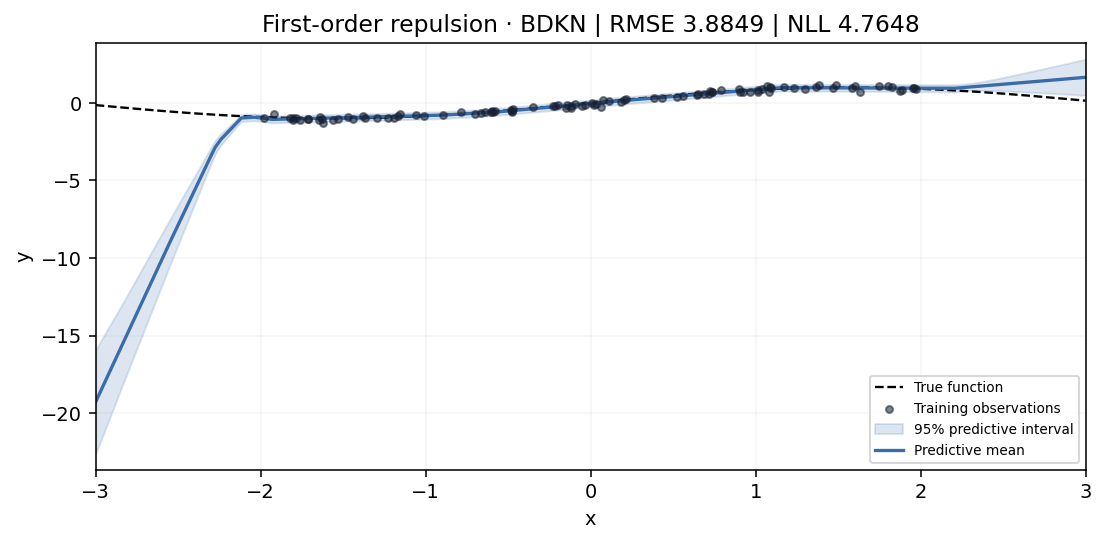 First-order repulsion · BDKN | RMSE 3.8849 | NLL 4.7648
0
−5
−10
−15
−20
y
−3
−2
−1
0
1
2
3
x
True function
Training observations
95% predictive interval
Predictive mean